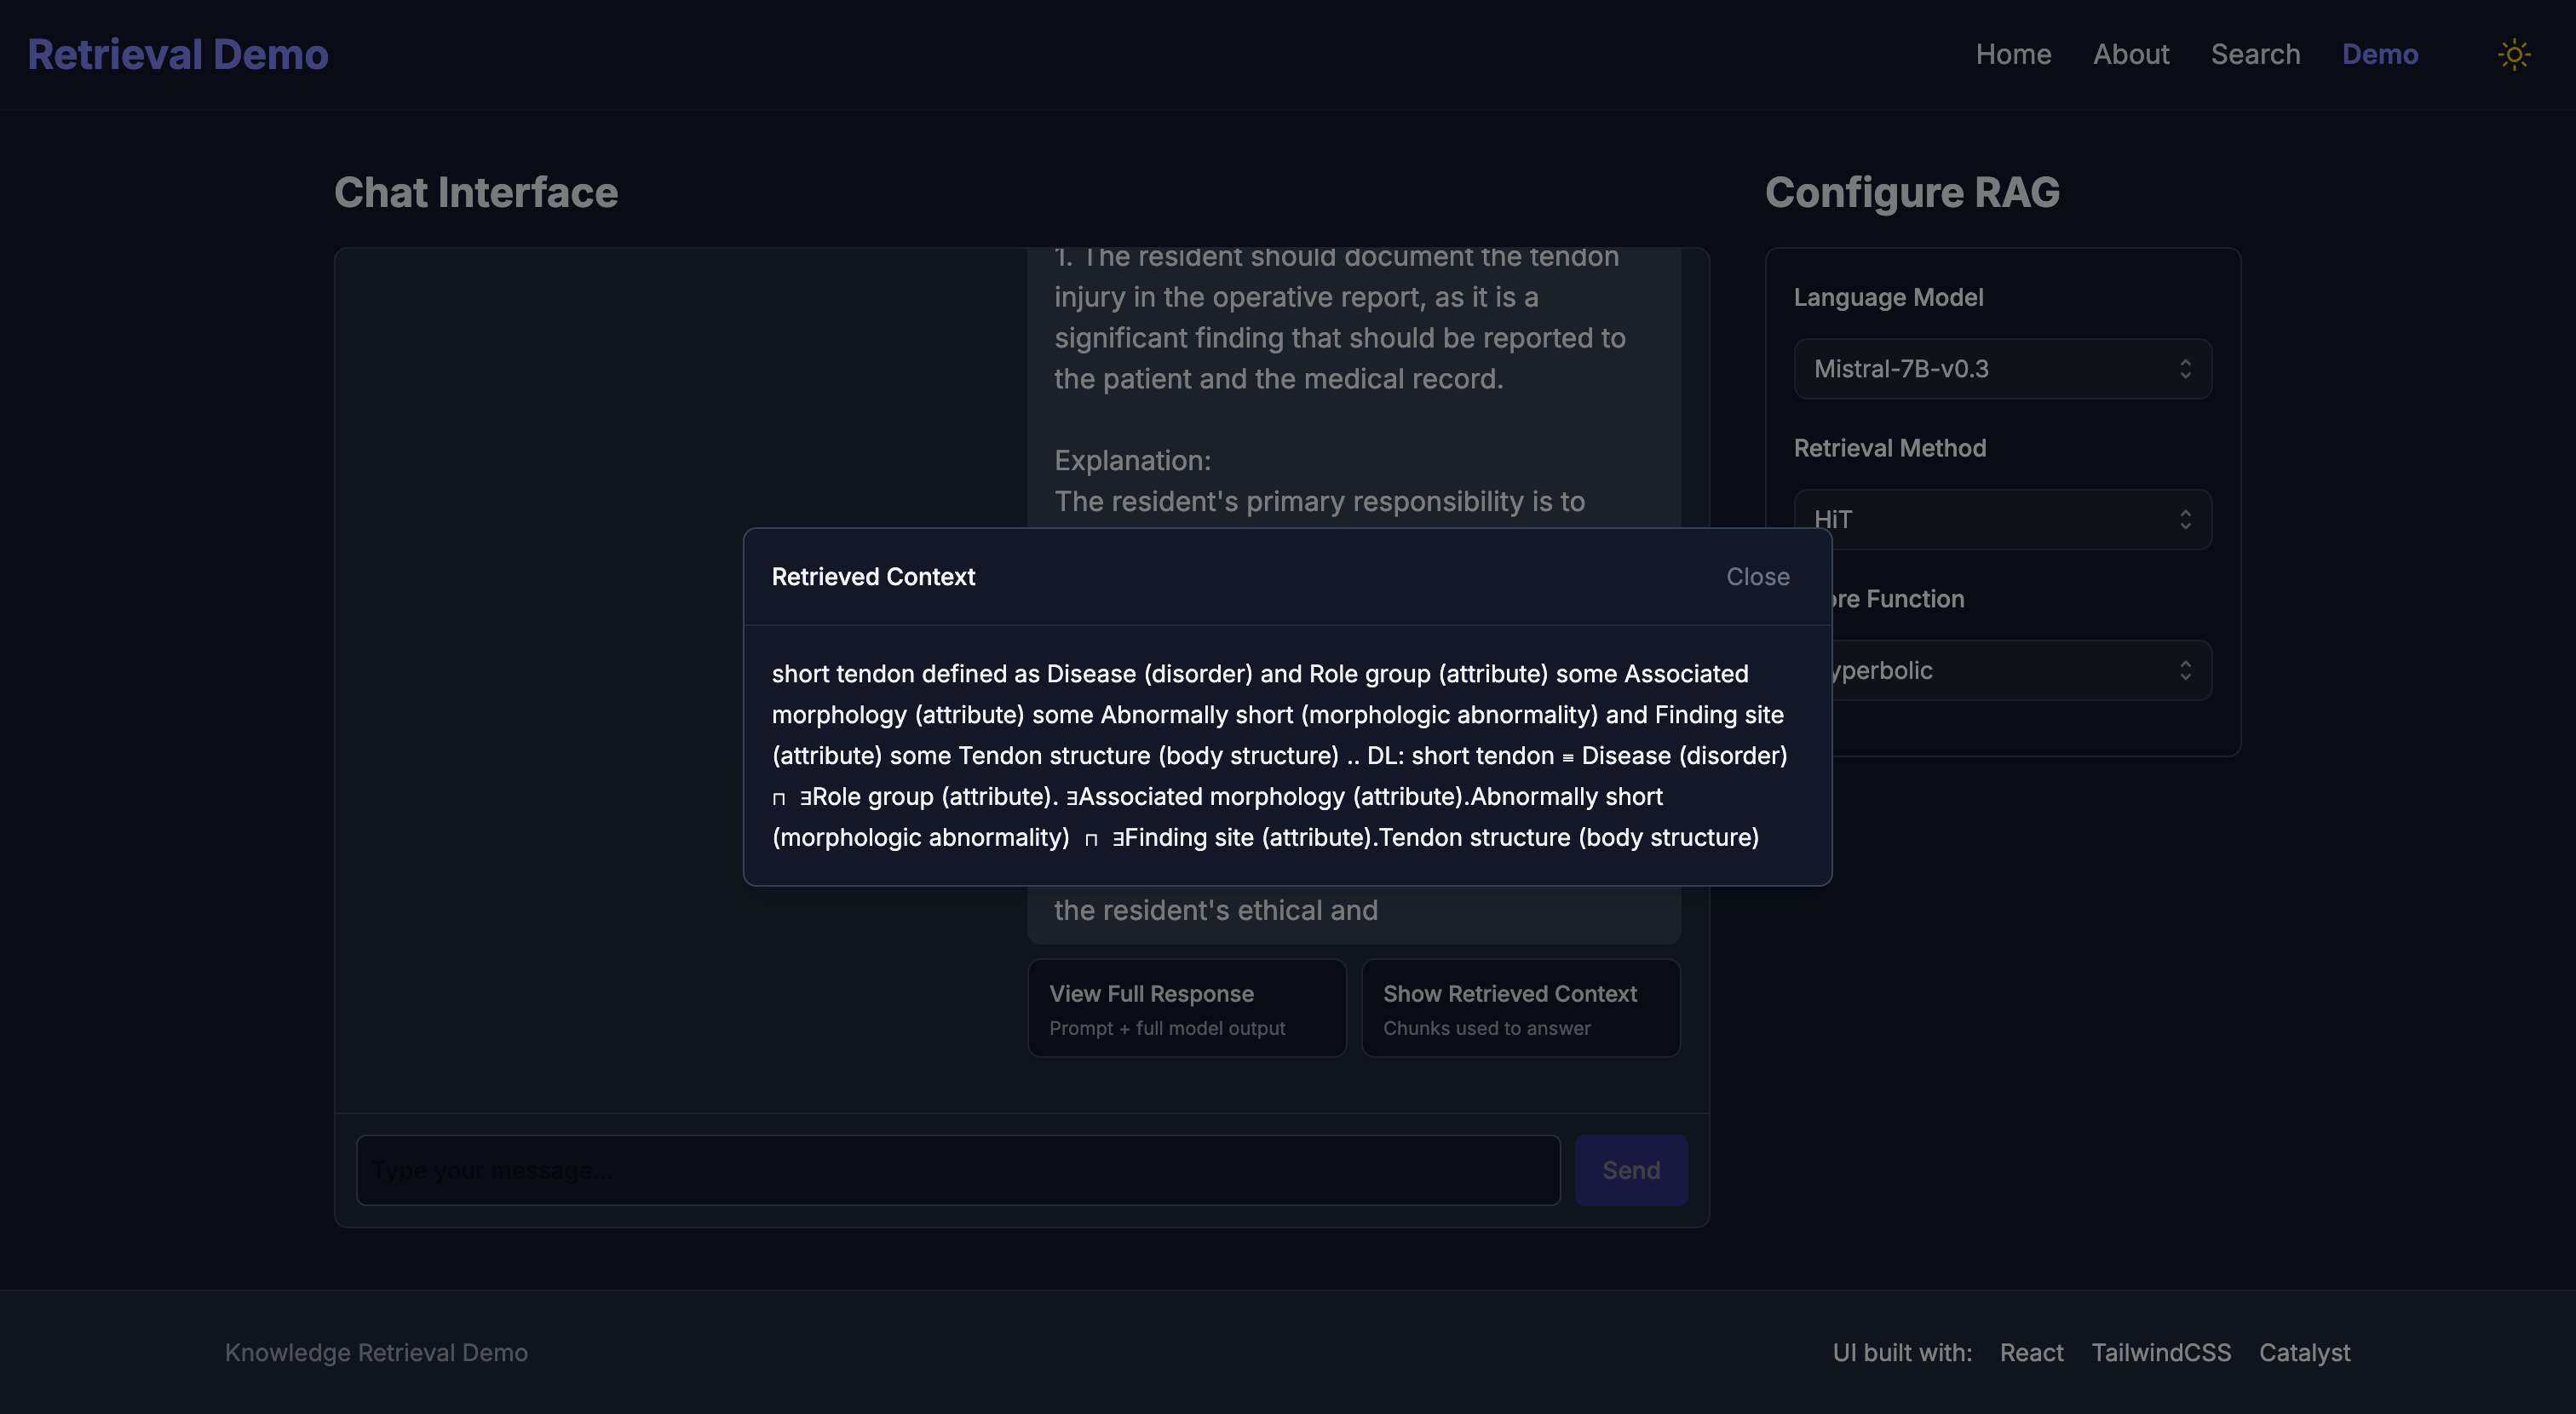 Retrieval Demo
Home About Search Demo
Chat Interface
Configure RAG
1. The resident should document the tendon
injury in the operative report, as it is a
significant finding that should be reported to
the patient and the medical record.
Explanation:
The resident's primary responsibility is to
Language Model
Mistral-7B-v0.3
Retrieval Method
HiT
ore Function
yperbolic
Retrieved Context
Close
short tendon defined as Disease (disorder) and Role group (attribute) some Associated
morphology (attribute) some Abnormally short (morphologic abnormality) and Finding site
(attribute) some Tendon structure (body structure) .. DL: short tendon ≡ Disease (disorder)
⊓ ∃Role group (attribute). ∃Associated morphology (attribute).Abnormally short
(morphologic abnormality) ⊓ ∃Finding site (attribute).Tendon structure (body structure)
the resident's ethical and
View Full Response
Prompt + full model output
Show Retrieved Context
Chunks used to answer
Type your message...
Send
Knowledge Retrieval Demo
UI built with: React TailwindCSS Catalyst